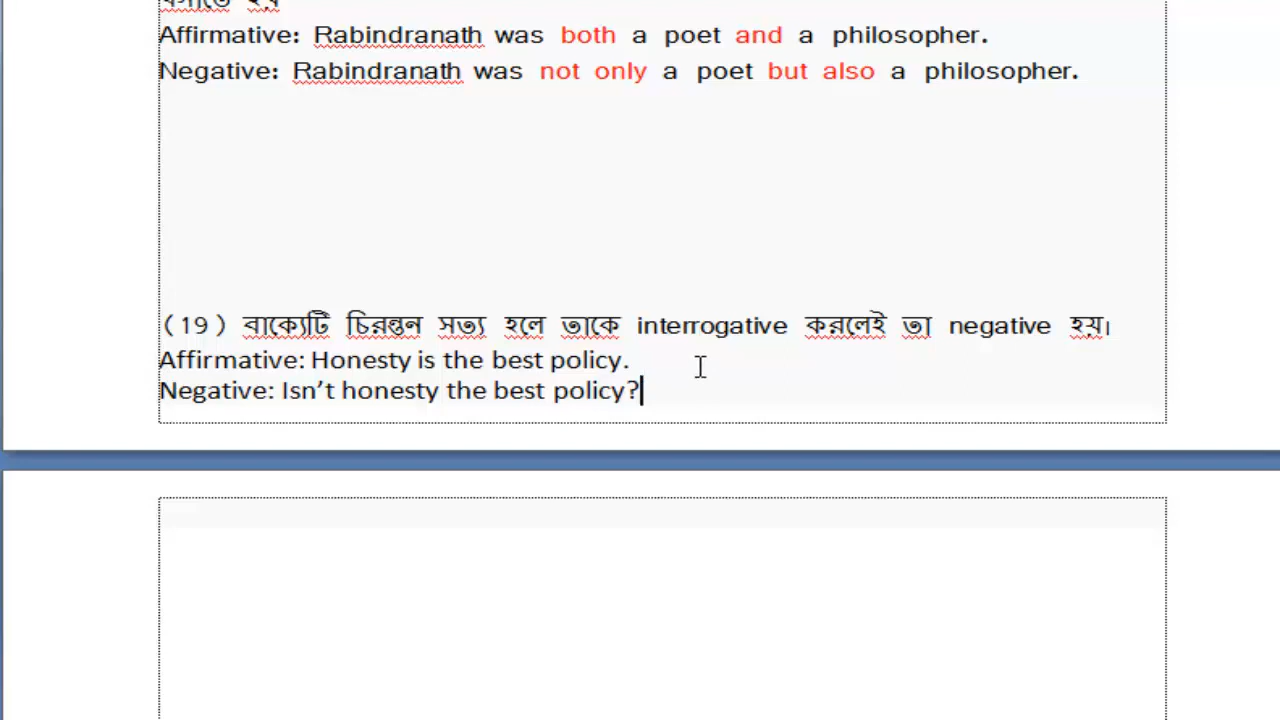 Affirmative: Rabindranath was both a poet and a philosopher.
Negative: Rabindranath was not only a poet but also a philosopher.
(19) বাক্যেটি চিরন্তন সত্য হলে তাকে interrogative করলেই তা negative হয়।
Affirmative: Honesty is the best policy.
Negative: Isn’t honesty the best policy?